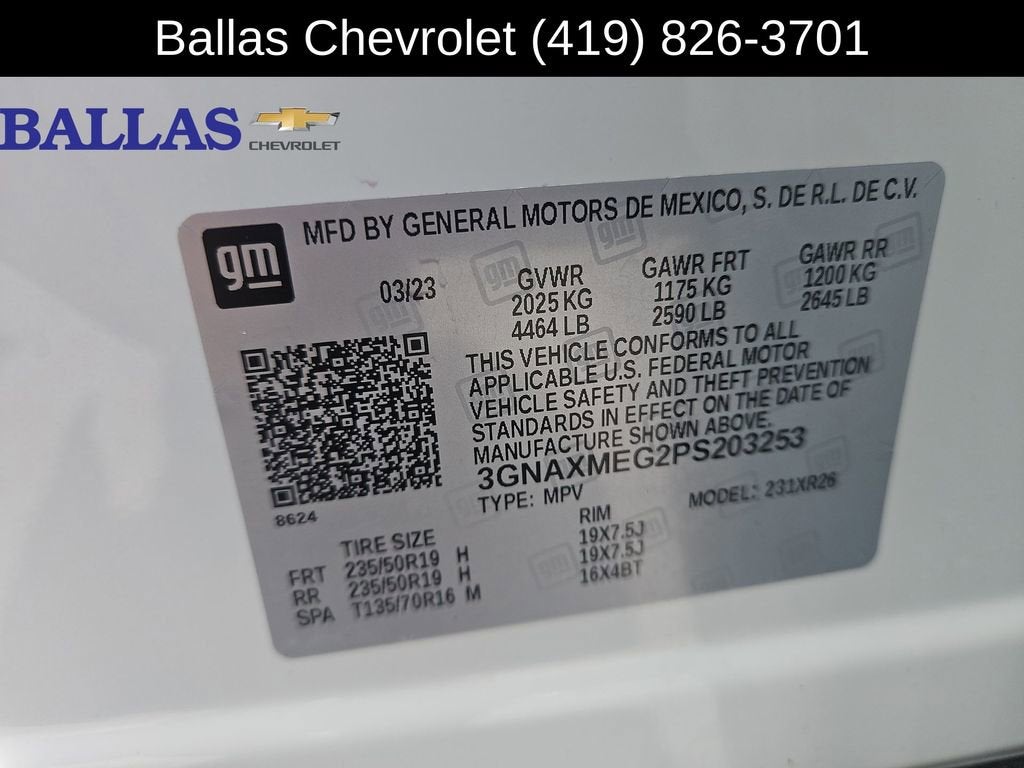 Ballas Chevrolet (419) 826-3701
BALLAS
CHEVROLET
gm
MFD BY GENERAL MOTORS DE MEXICO, S. DE R.L. DE C.V.
03/23
GVWR
2025 KG
4464 LB
GAWR FRT
1175 KG
2590 LB
GAWR RR
1200 KG
2645 LB
THIS VEHICLE CONFORMS TO ALL
APPLICABLE U.S. FEDERAL MOTOR
VEHICLE SAFETY AND THEFT PREVENTION
STANDARDS IN EFFECT ON THE DATE OF
MANUFACTURE SHOWN ABOVE.
3GNAXMEG2PS203253
TYPE: MPV MODEL: 231XR26
8624
TIRE SIZE RIM
FRT 235/50R19 H 19X7.5J
RR 235/50R19 H 19X7.5J
SPA T135/70R16 M 16X4BT